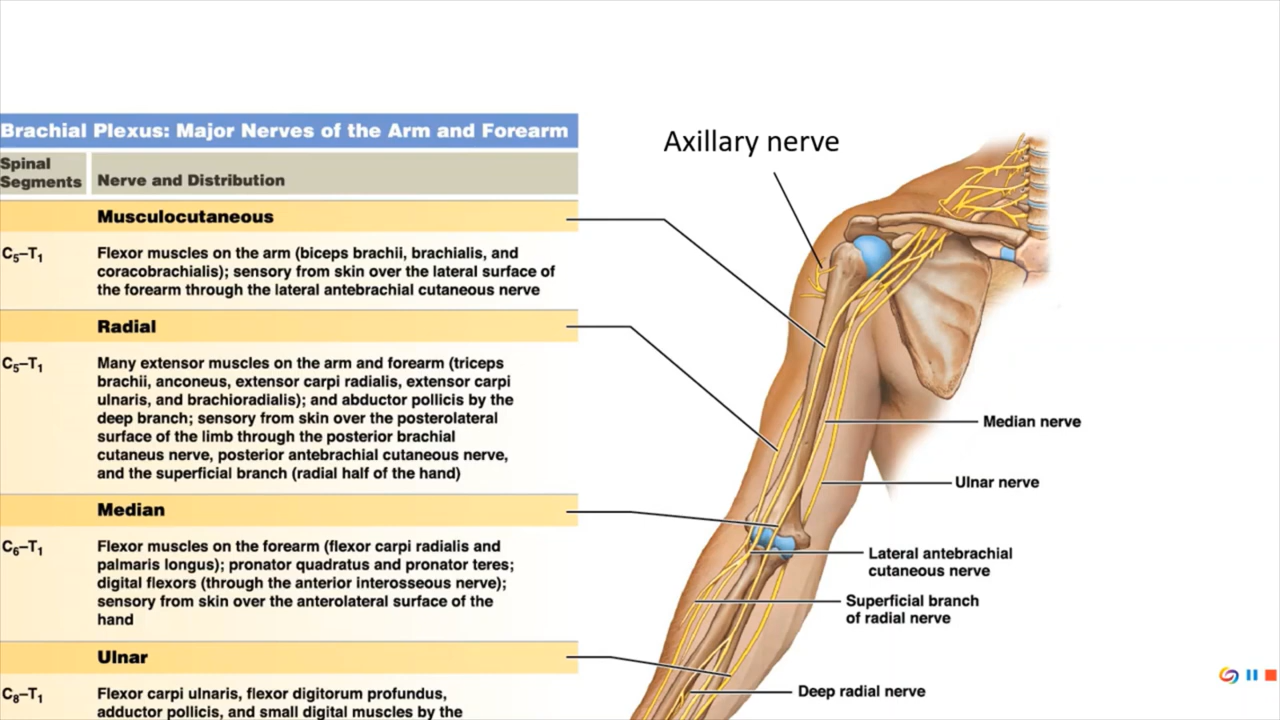 Brachial Plexus: Major Nerves of the Arm and Forearm
Spinal
Segments
Nerve and Distribution
Musculocutaneous
C5–T1
Flexor muscles on the arm (biceps brachii, brachialis, and
coracobrachialis); sensory from skin over the lateral surface of
the forearm through the lateral antebrachial cutaneous nerve
Radial
C5–T1
Many extensor muscles on the arm and forearm (triceps
brachii, anconeus, extensor carpi radialis, extensor carpi
ulnaris, and brachioradialis); and abductor pollicis by the
deep branch; sensory from skin over the posterolateral
surface of the limb through the posterior brachial
cutaneus nerve, posterior antebrachial cutaneous nerve,
and the superficial branch (radial half of the hand)
Median
C6–T1
Flexor muscles on the forearm (flexor carpi radialis and
palmaris longus); pronator quadratus and pronator teres;
digital flexors (through the anterior interosseous nerve);
sensory from skin over the anterolateral surface of the
hand
Ulnar
C8–T1
Flexor carpi ulnaris, flexor digitorum profundus,
adductor pollicis, and small digital muscles by the
Axillary nerve
Median nerve
Ulnar nerve
Lateral antebrachial
cutaneous nerve
Superficial branch
of radial nerve
Deep radial nerve